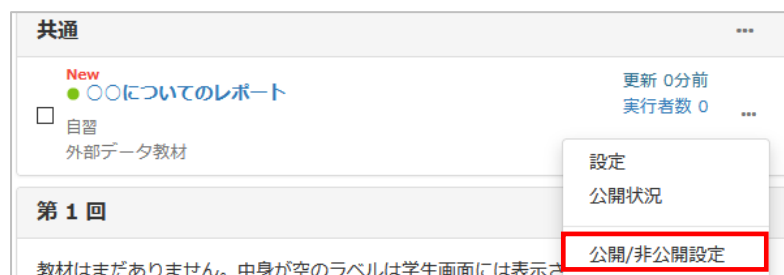 共通
New
○○についてのレポート
更新 0分前
実行者数 0
自習
外部データ教材
設定
公開状況
公開/非公開設定
第 1 回
教材はまだありません。中身が空のラベルは学生画面には表示さ